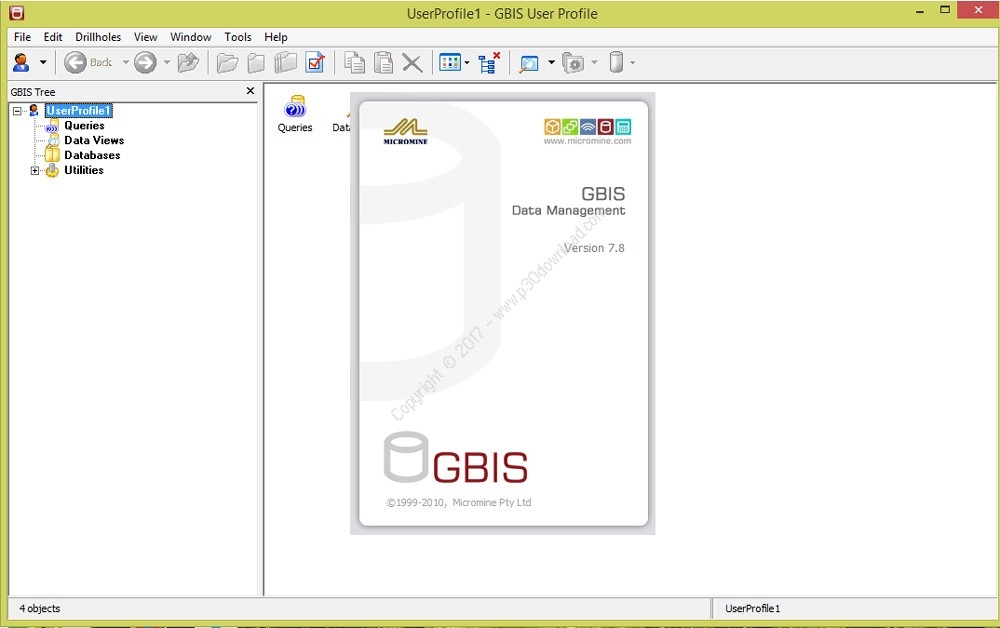 UserProfile1 - GBIS User Profile
File Edit Drillholes View Window Tools Help
Back
GBIS Tree
UserProfile1
Queries
Data Views
Databases
Utilities
Queries
Data
MICROMINE
www.micromine.com
GBIS
Data Management
Version 7.8
Copyright © 2017 - www.p30download.com
GBIS
©1999-2010, Micromine Pty Ltd
4 objects
UserProfile1